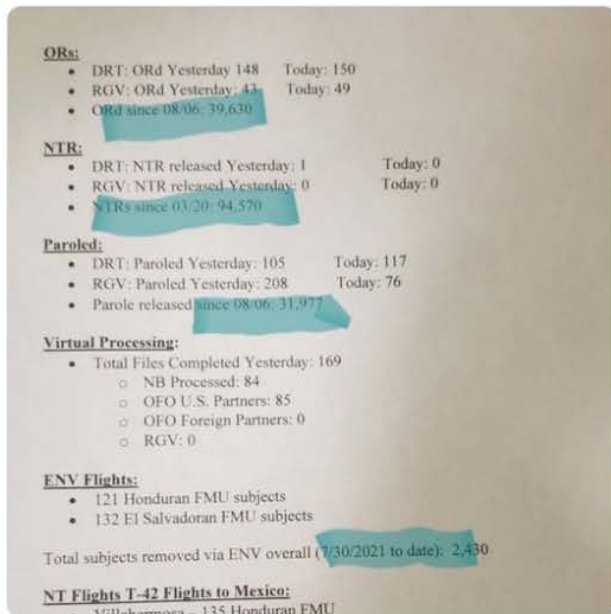 ORs:
• DRT: ORd Yesterday 148 Today: 150
• RGV: ORd Yesterday: 43 Today: 49
• ORd since 08/06: 39,630
NTR:
• DRT: NTR released Yesterday: 1 Today: 0
• RGV: NTR released Yesterday: 0 Today: 0
• NTRs since 03/20: 94,570
Paroled:
• DRT: Paroled Yesterday: 105 Today: 117
• RGV: Paroled Yesterday: 208 Today: 76
• Parole released since 08/06: 31,977
Virtual Processing:
• Total Files Completed Yesterday: 169
o NB Processed: 84
o OFO U.S. Partners: 85
o OFO Foreign Partners: 0
o RGV: 0
ENV Flights:
• 121 Honduran FMU subjects
• 132 El Salvadoran FMU subjects
Total subjects removed via ENV overall (7/30/2021 to date): 2,430
NT Flights T-42 Flights to Mexico:
Villahermosa – 135 Honduran FMU